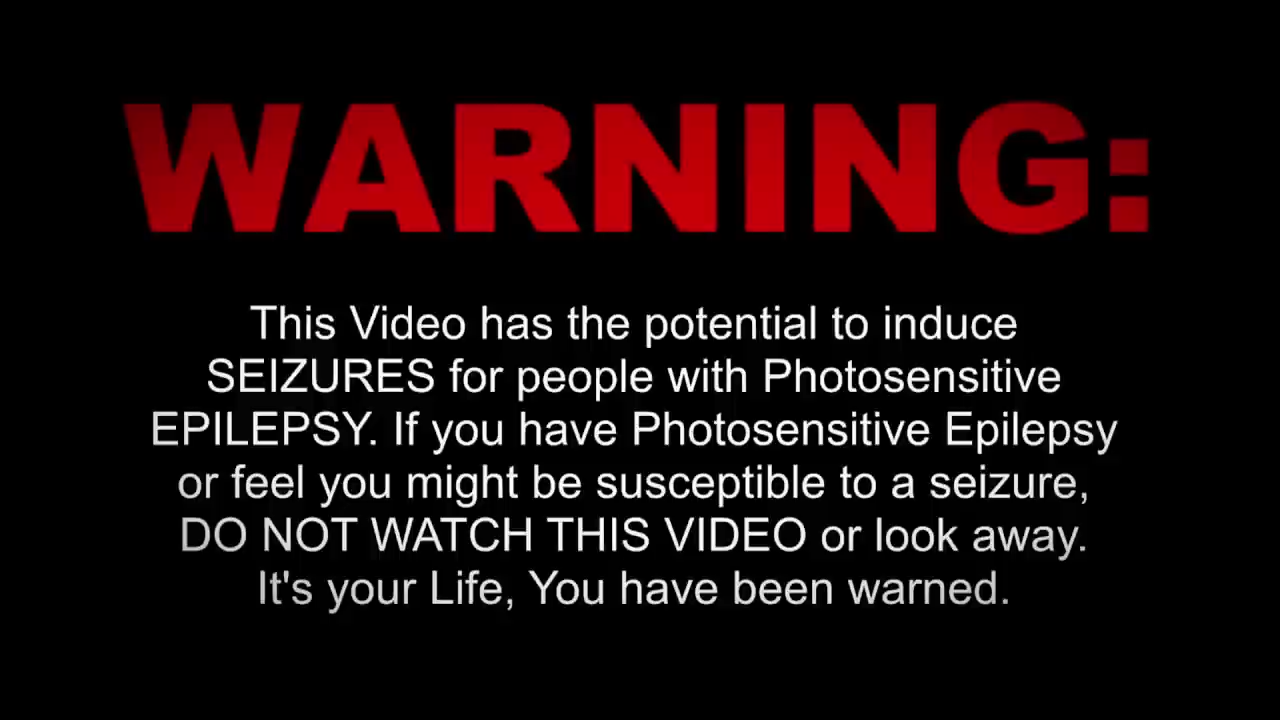 WARNING:
This Video has the potential to induce
SEIZURES for people with Photosensitive
EPILEPSY. If you have Photosensitive Epilepsy
or feel you might be susceptible to a seizure,
DO NOT WATCH THIS VIDEO or look away.
It's your Life, You have been warned.